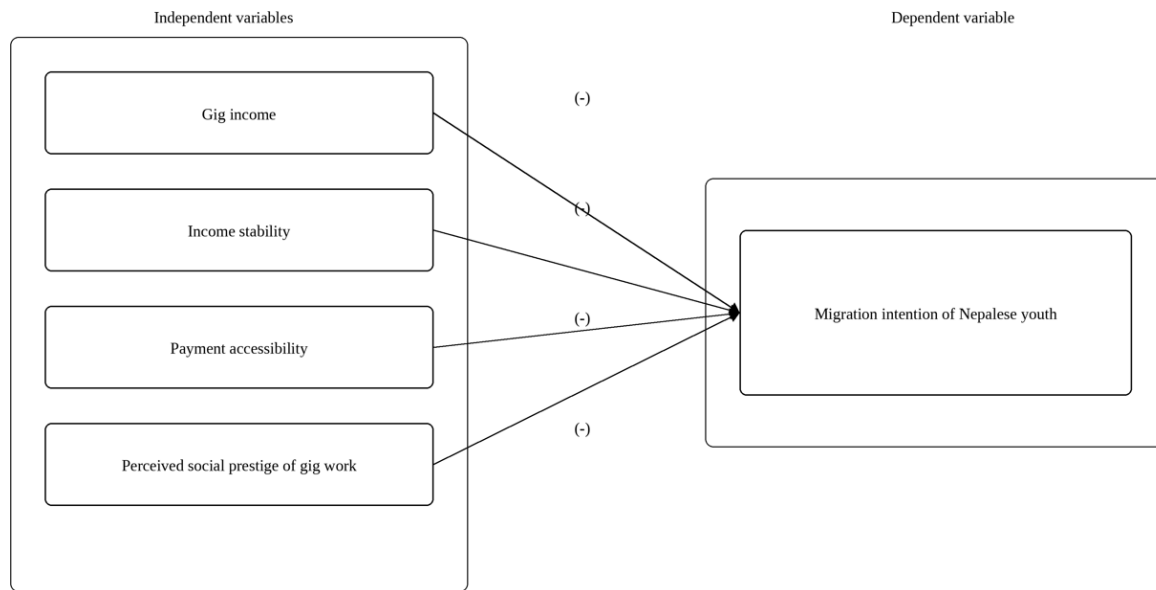 Independent variables
Dependent variable
Gig income
(-)
Income stability
(-)
Payment accessibility
(-)
Migration intention of Nepalese youth
Perceived social prestige of gig work
(-)